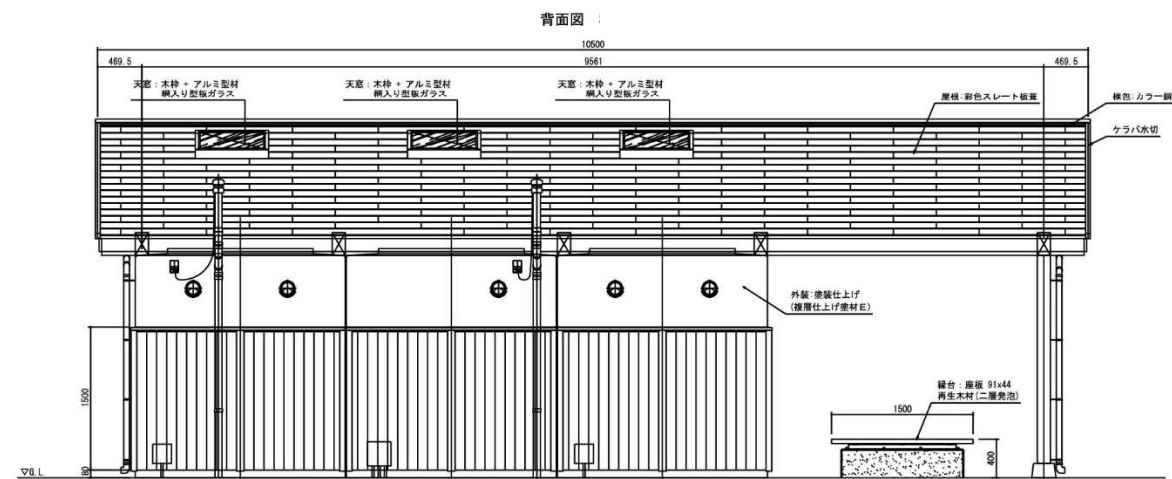 背面図
10500
469.5
9561
469.5
天窓：木枠 + アルミ型材
網入り型板ガラス
天窓：木枠 + アルミ型材
網入り型板ガラス
天窓：木枠 + アルミ型材
網入り型板ガラス
屋根:彩色スレート板葺
棟包:カラー鋼
ケラバ水切
外装:塗装仕上げ
(複層仕上げ塗材E)
1500
80
▽G.L
縁台：座板 91x44
再生木材(二層発泡)
1500
400